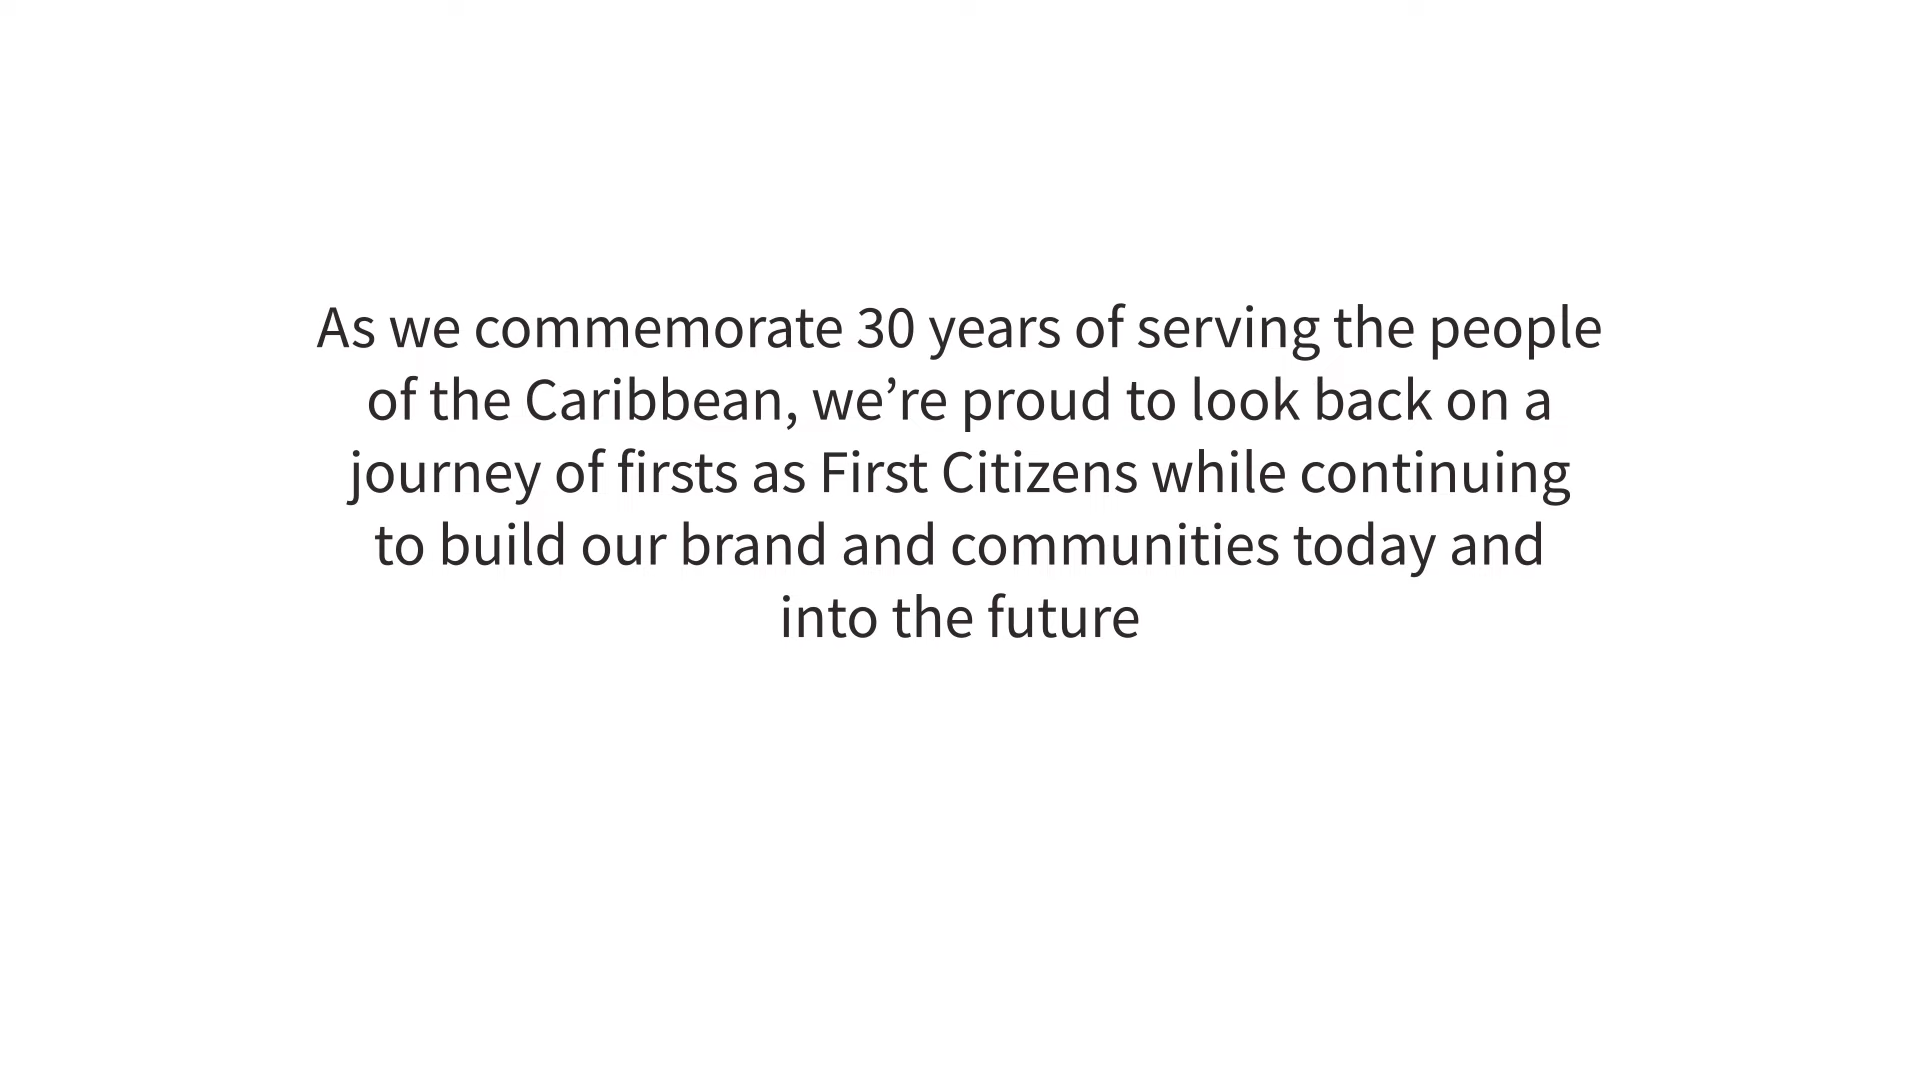 As we commemorate 30 years of serving the people
of the Caribbean, we’re proud to look back on a
journey of firsts as First Citizens while continuing
to build our brand and communities today and
into the future